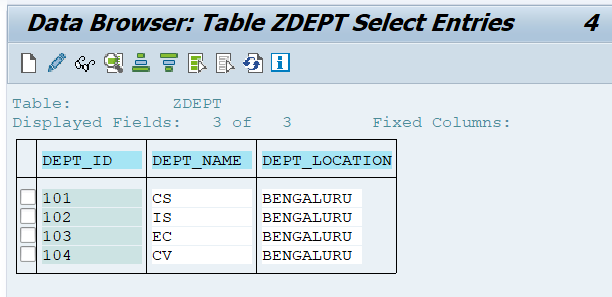 Data Browser: Table ZDEPT Select Entries 4
Table: ZDEPT
Displayed Fields: 3 of 3 Fixed Columns:
DEPT_ID DEPT_NAME DEPT_LOCATION
101 CS BENGALURU
102 IS BENGALURU
103 EC BENGALURU
104 CV BENGALURU